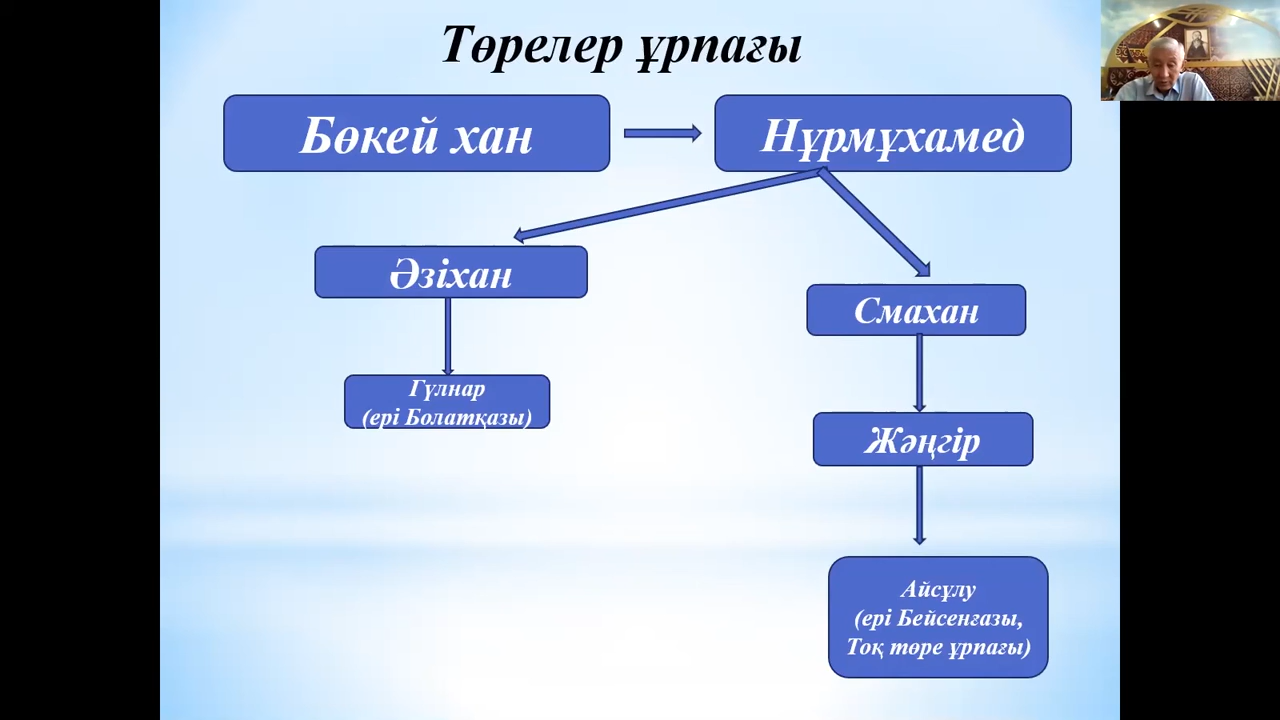 Төрелер ұрпағы
Бөкей хан
Нұрмұхамед
Әзіхан
Смахан
Гүлнар
(ері Болатқазы)
Жәңгір
Айсұлу
(ері Бейсенғазы,
Тоқ төре ұрпағы)